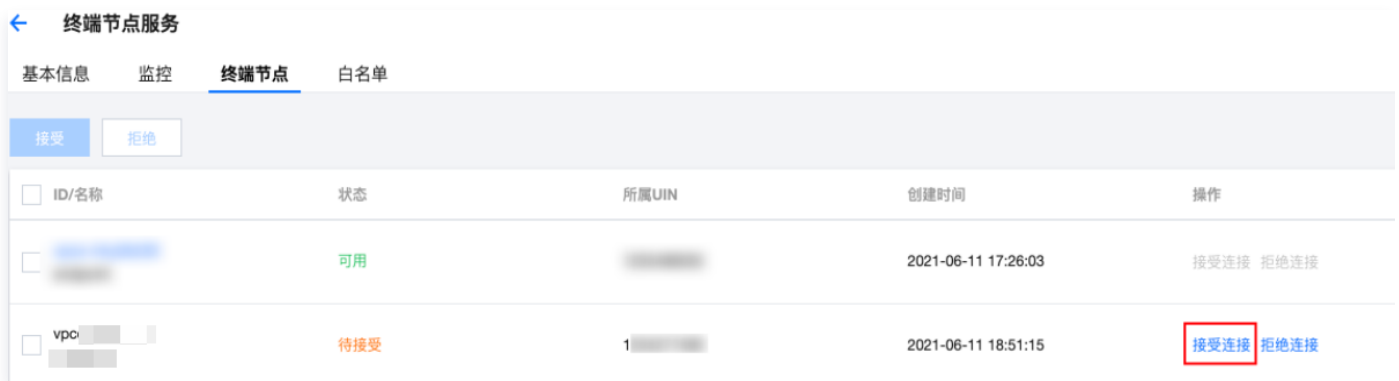 终端节点服务
基本信息 监控 终端节点 白名单
接受 拒绝
ID/名称 状态 所属UIN 创建时间 操作
可用 2021-06-11 17:26:03 接受连接 拒绝连接
vpc 待接受 1 2021-06-11 18:51:15 接受连接 拒绝连接